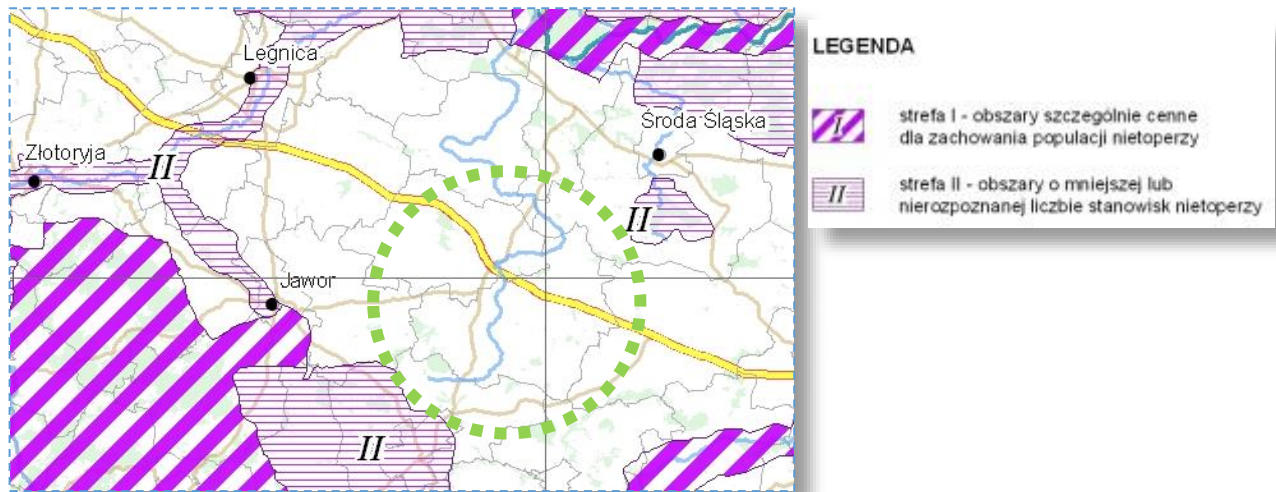 Legnica
Środa Śląska
Złotoryja
II
II
Jawor
II
LEGENDA
I
strefa I - obszary szczególnie cenne
dla zachowania populacji nietoperzy
II
strefa II - obszary o mniejszej lub
nierozpoznanej liczbie stanowisk nietoperzy